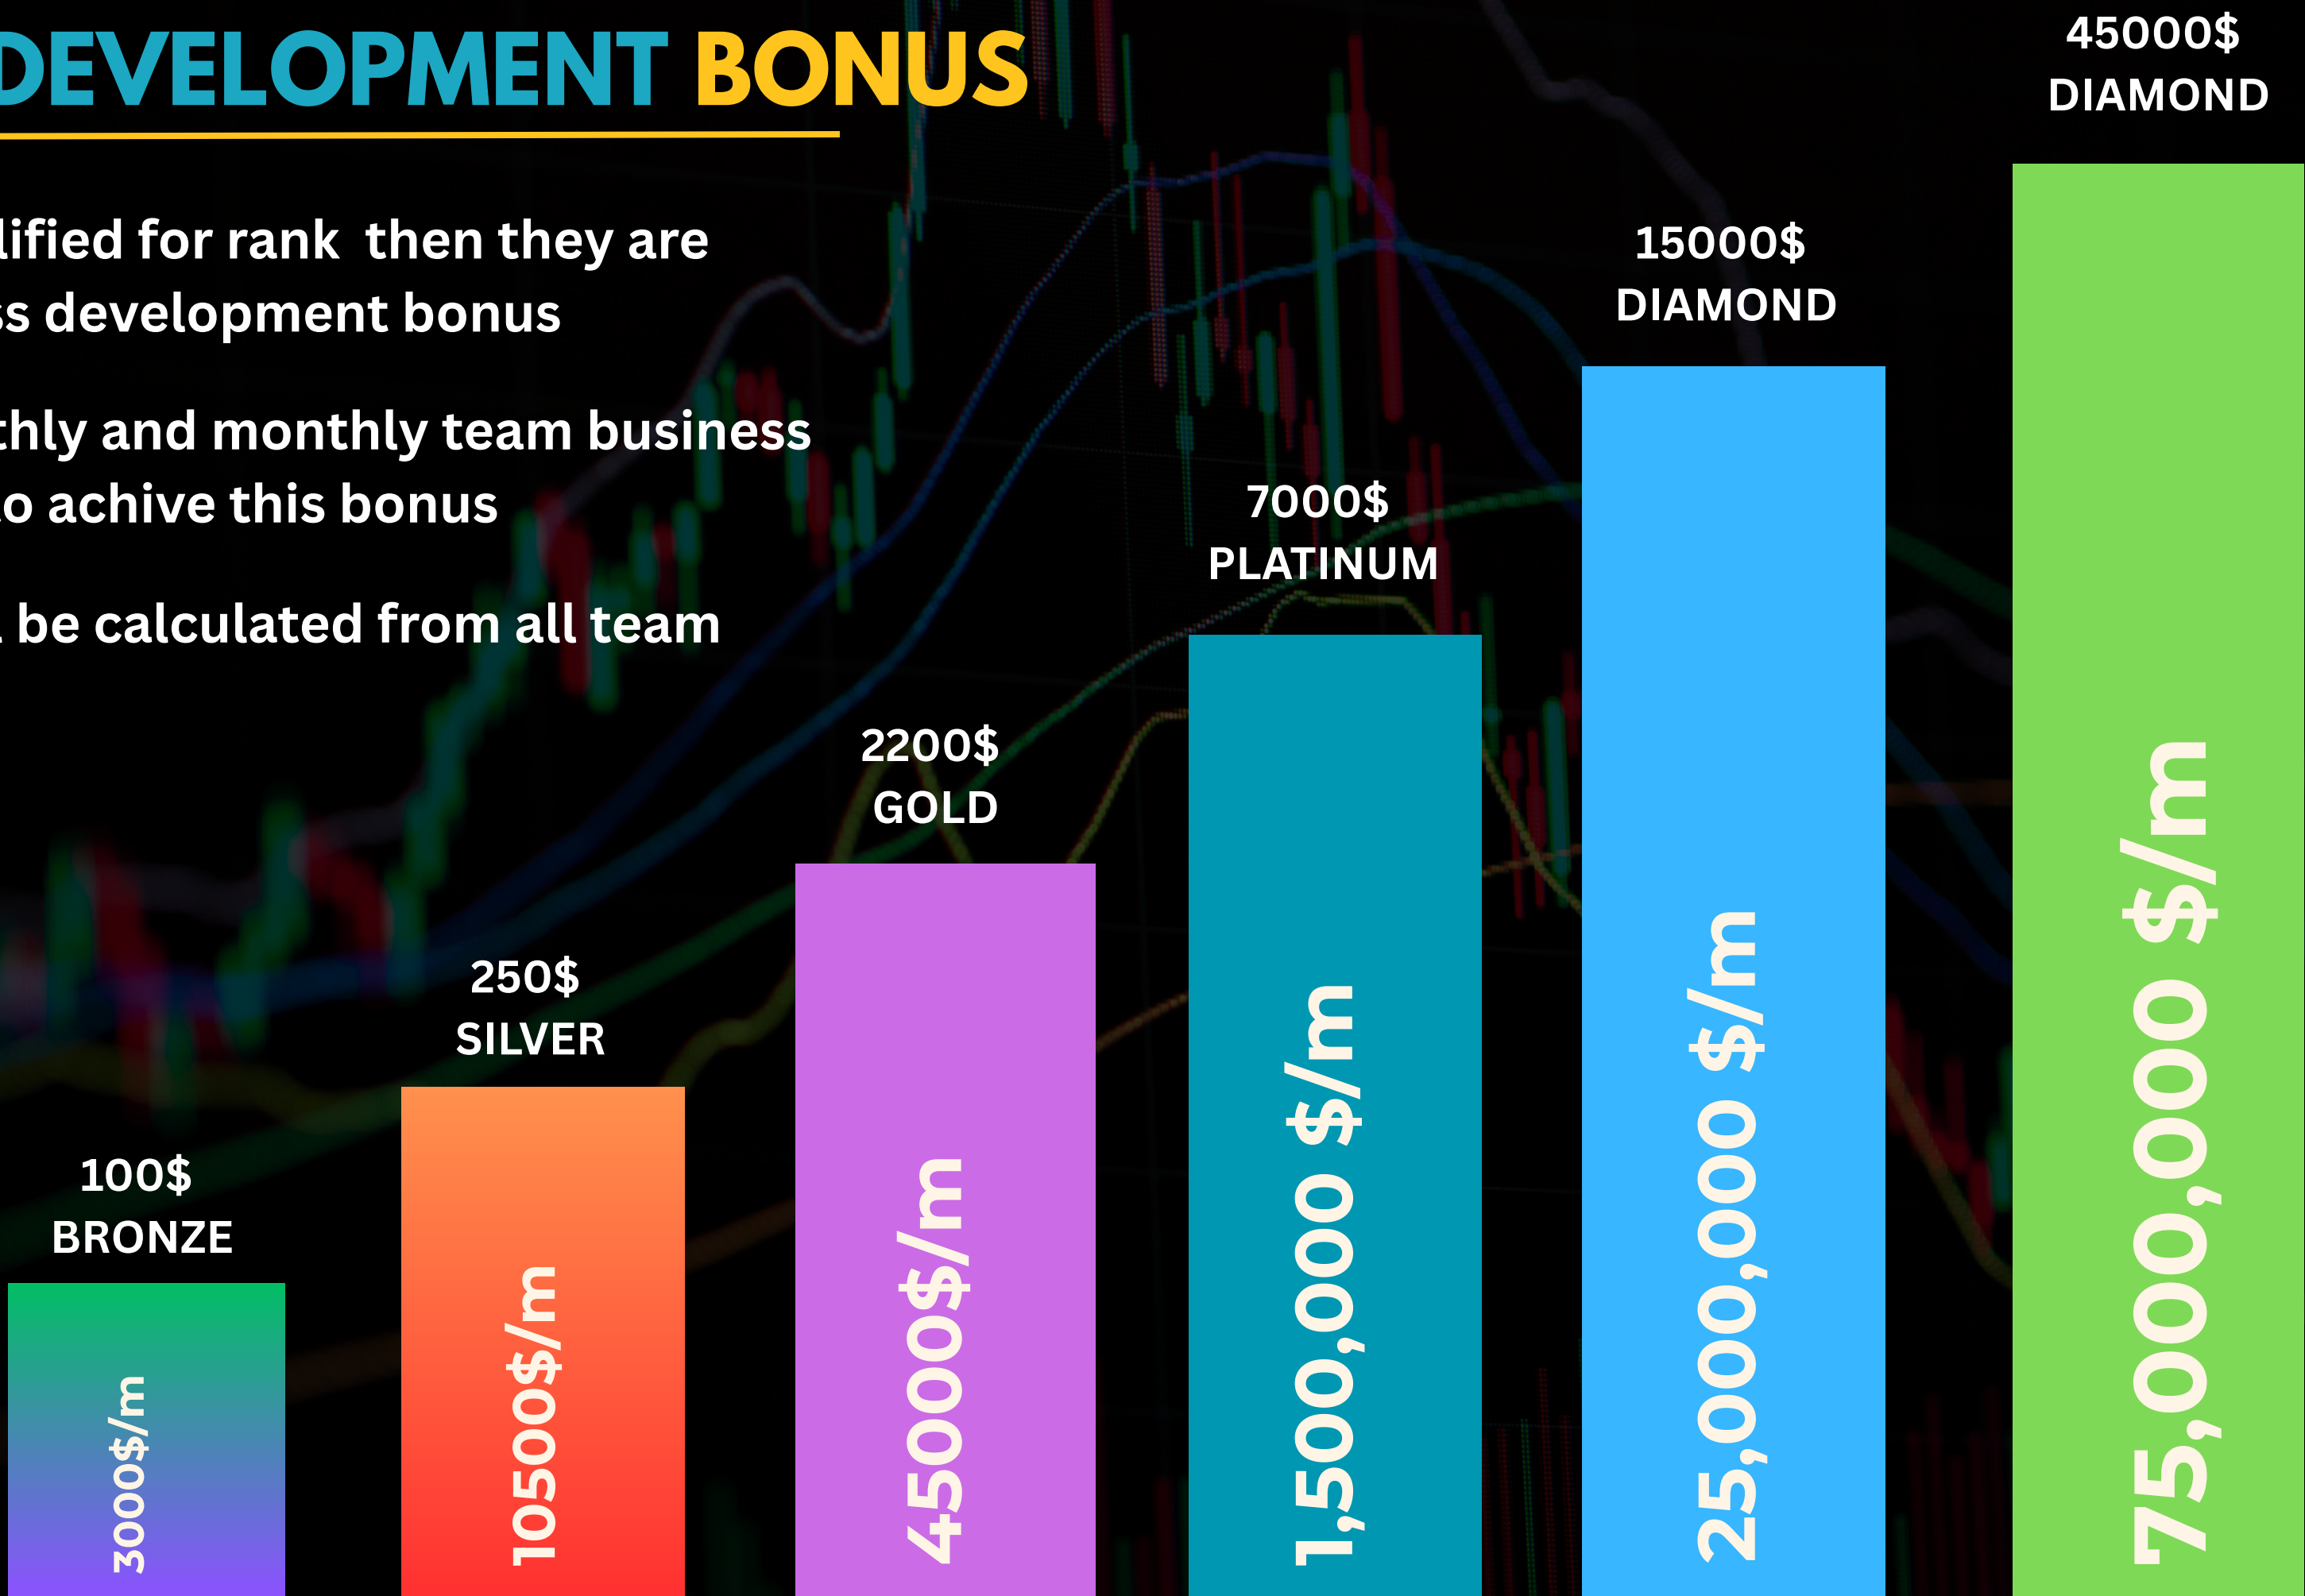 DEVELOPMENT BONUS
lified for rank then they are
ss development bonus
thly and monthly team business
to achive this bonus
be calculated from all team
45000$
DIAMOND
15000$
DIAMOND
7000$
PLATINUM
2200$
GOLD
250$
SILVER
100$
BRONZE
3000$/m
10500$/m
45000$/m
1,500,000 $/m
25,000,000 $/m
75,000,000 $/m